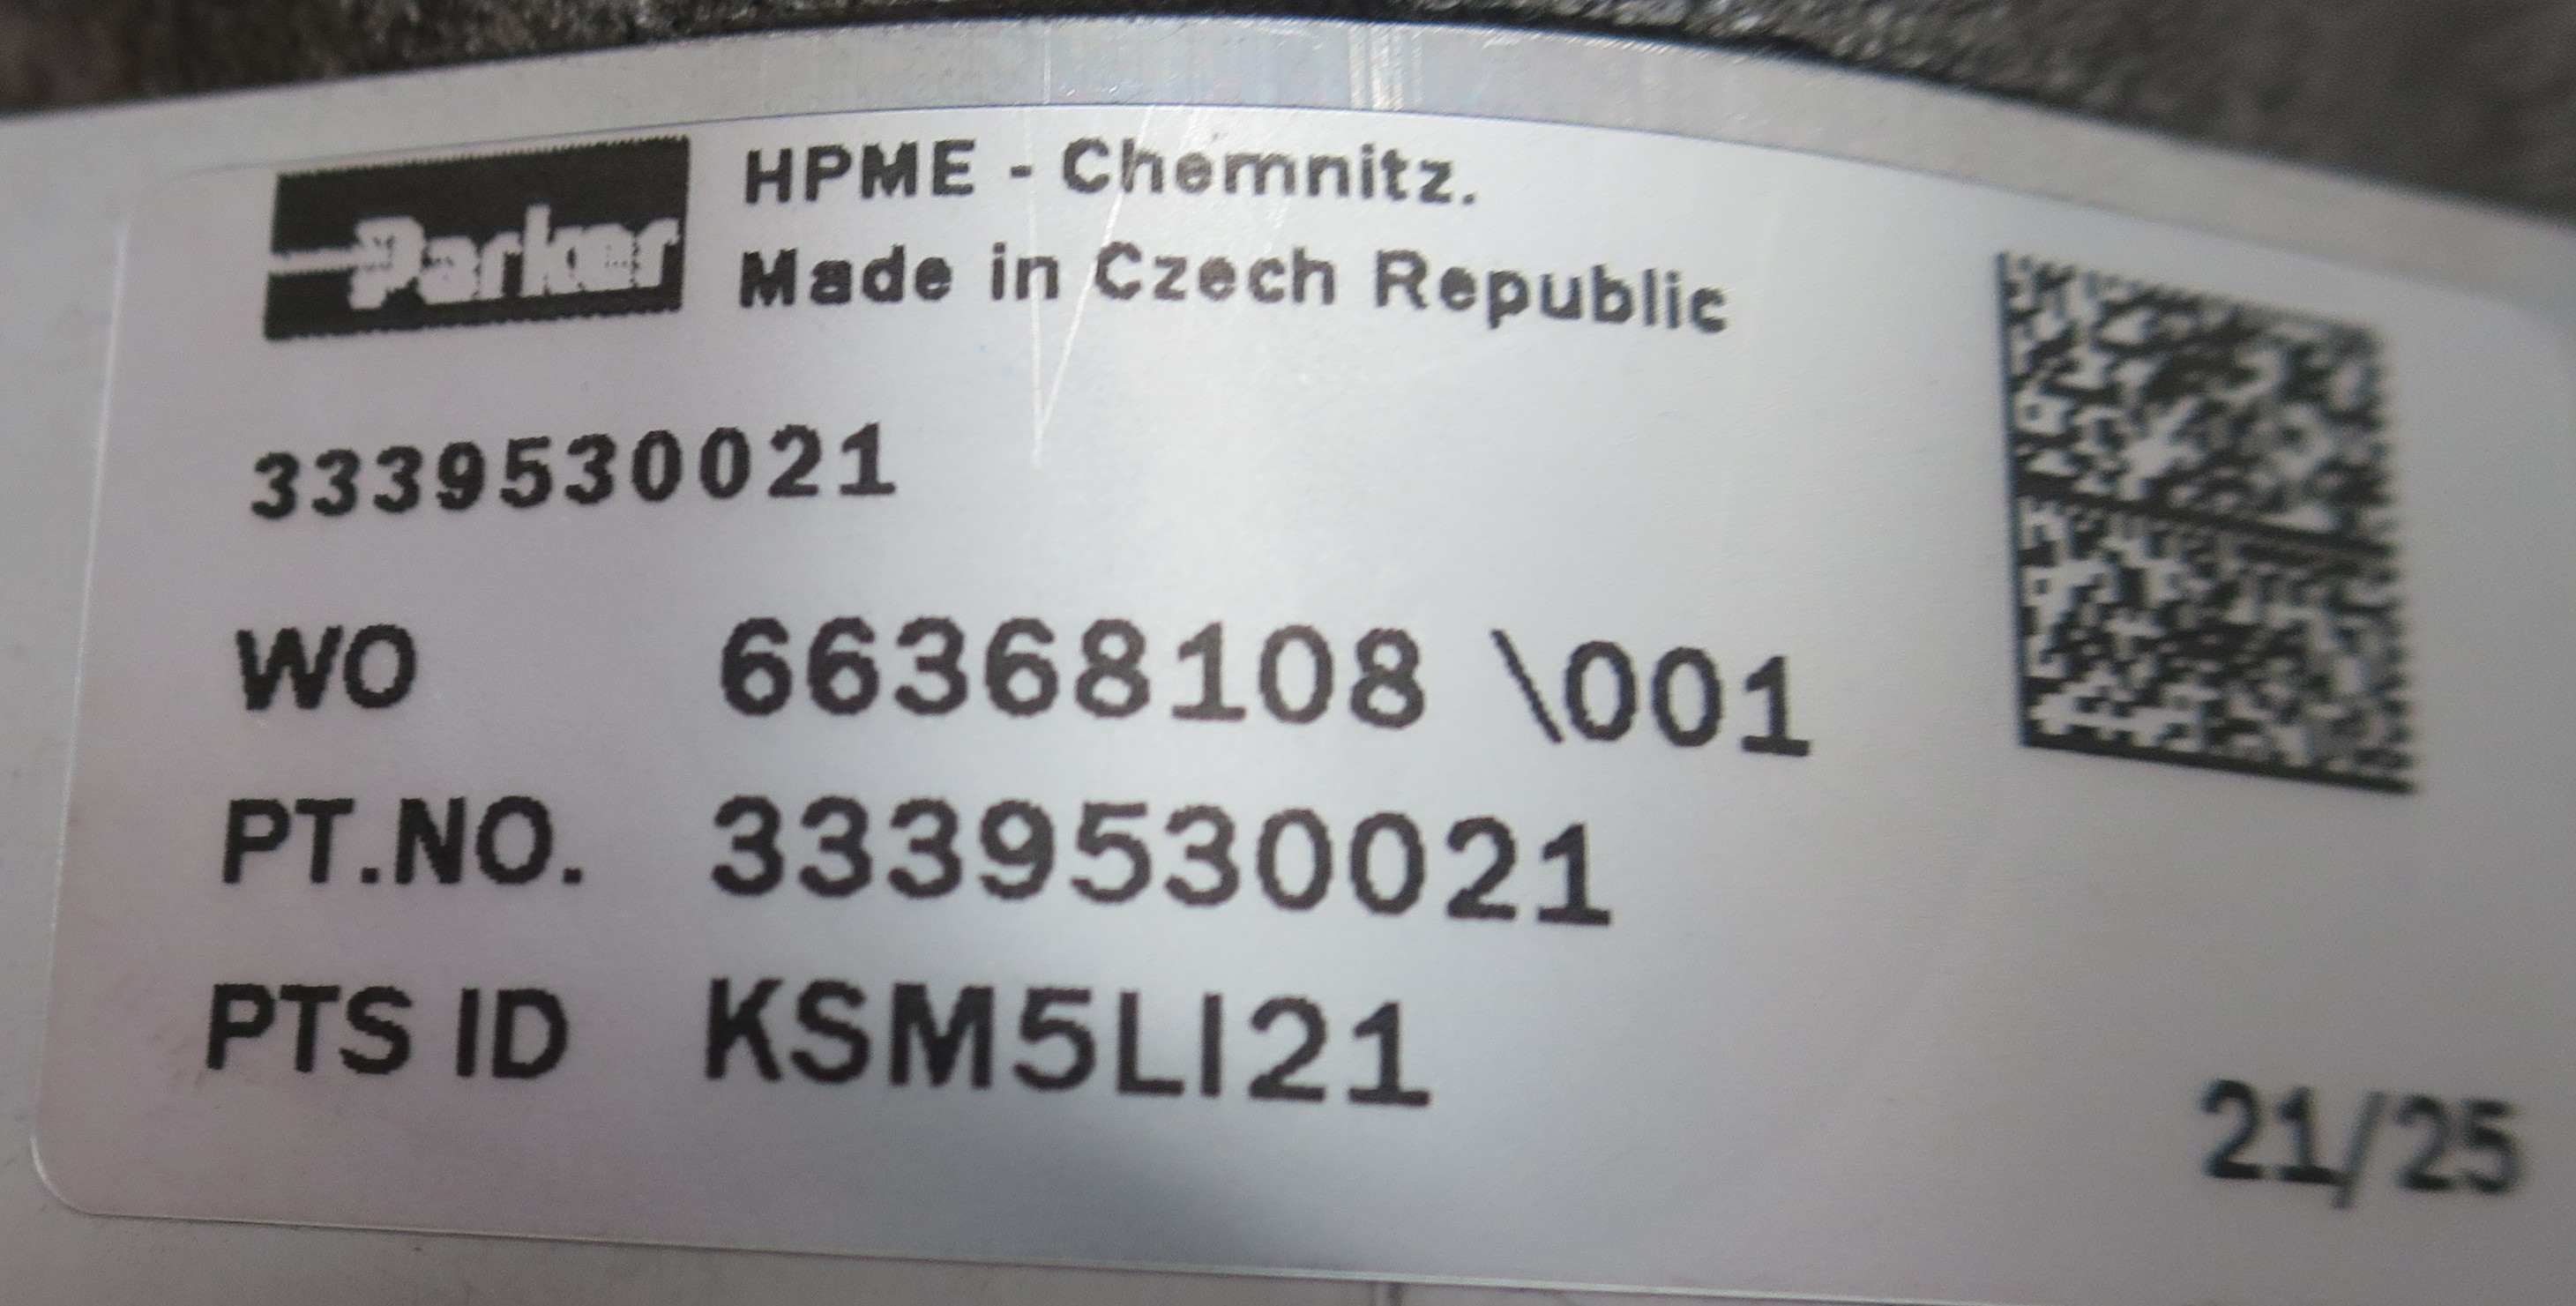 Parker
HPME - Chemnitz.
Made in Czech Republic
3339530021
WO 66368108 \001
PT.NO. 3339530021
PTS ID KSM5LI21
21/25